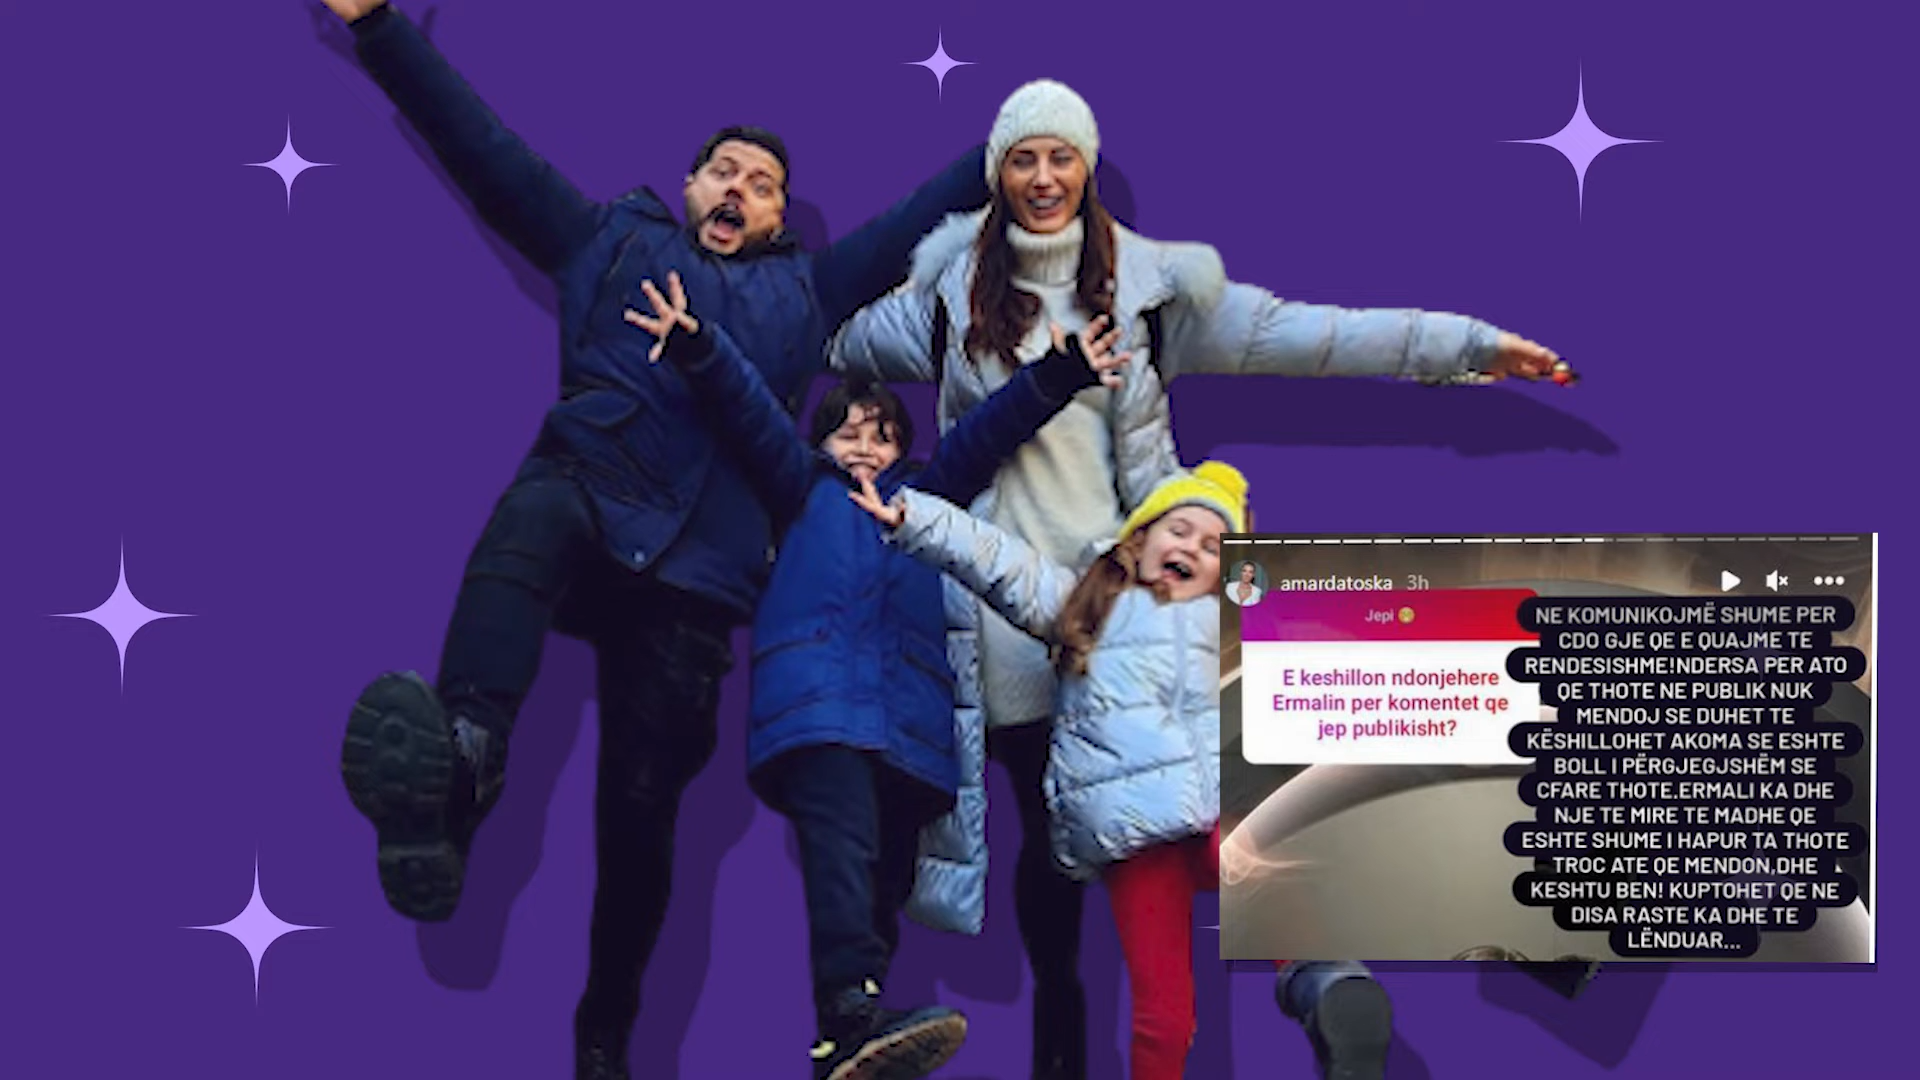 amardatoska 3h
Jepi
E keshillon ndonjehere
Ermalin per komentet qe
jep publikisht?
NE KOMUNIKOJMË SHUME PER
CDO GJE QE E QUAJME TE
RENDESISHME!NDERSA PER ATO
QE THOTE NE PUBLIK NUK
MENDOJ SE DUHET TE
KËSHILLOHET AKOMA SE ESHTE
BOLL I PËRGJEGJSHËM SE
CFARE THOTE.ERMALI KA DHE
NJE TE MIRE TE MADHE QE
ESHTE SHUME I HAPUR TA THOTE
TROC ATE QE MENDON,DHE
KESHTU BEN! KUPTOHET QE NE
DISA RASTE KA DHE TE
LËNDUAR...